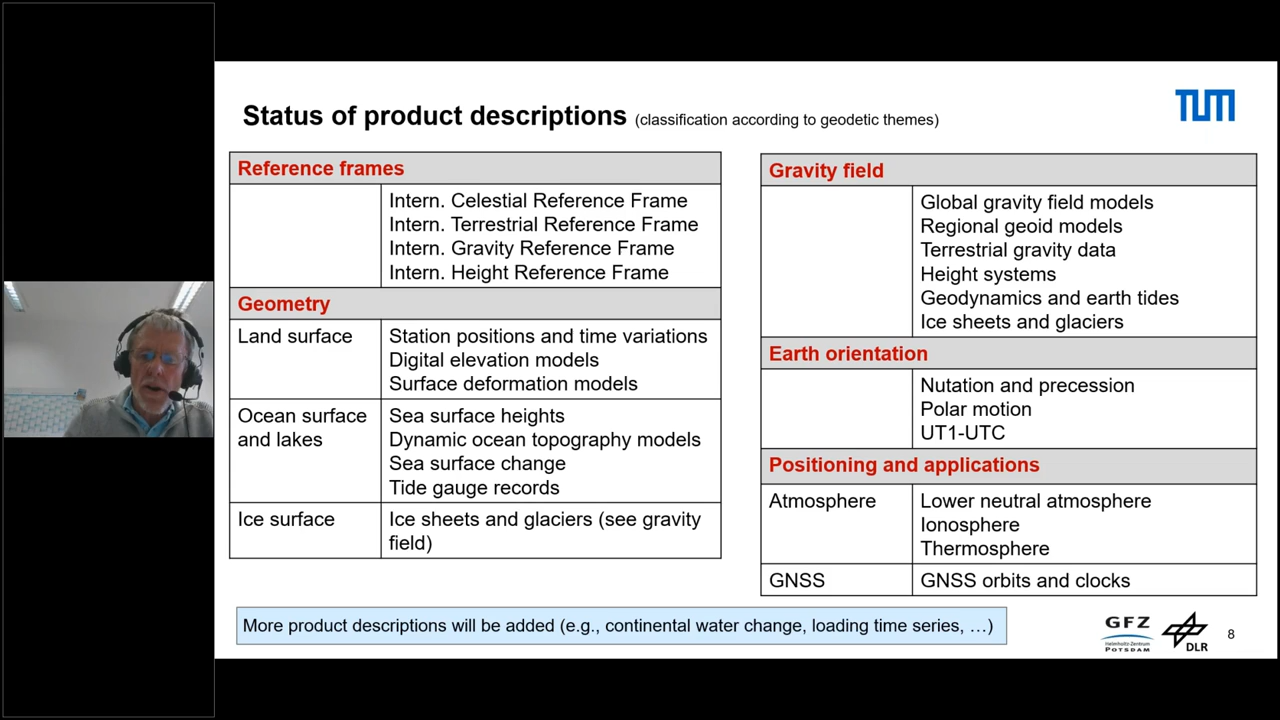 Status of product descriptions (classification according to geodetic themes)
TUM
Reference frames
Intern. Celestial Reference Frame
Intern. Terrestrial Reference Frame
Intern. Gravity Reference Frame
Intern. Height Reference Frame
Geometry
Land surface
Station positions and time variations
Digital elevation models
Surface deformation models
Ocean surface
and lakes
Sea surface heights
Dynamic ocean topography models
Sea surface change
Tide gauge records
Ice surface
Ice sheets and glaciers (see gravity
field)
Gravity field
Global gravity field models
Regional geoid models
Terrestrial gravity data
Height systems
Geodynamics and earth tides
Ice sheets and glaciers
Earth orientation
Nutation and precession
Polar motion
UT1-UTC
Positioning and applications
Atmosphere
Lower neutral atmosphere
Ionosphere
Thermosphere
GNSS
GNSS orbits and clocks
More product descriptions will be added (e.g., continental water change, loading time series, …)
GFZ
Helmholtz-Zentrum
POTSDAM
DLR
8